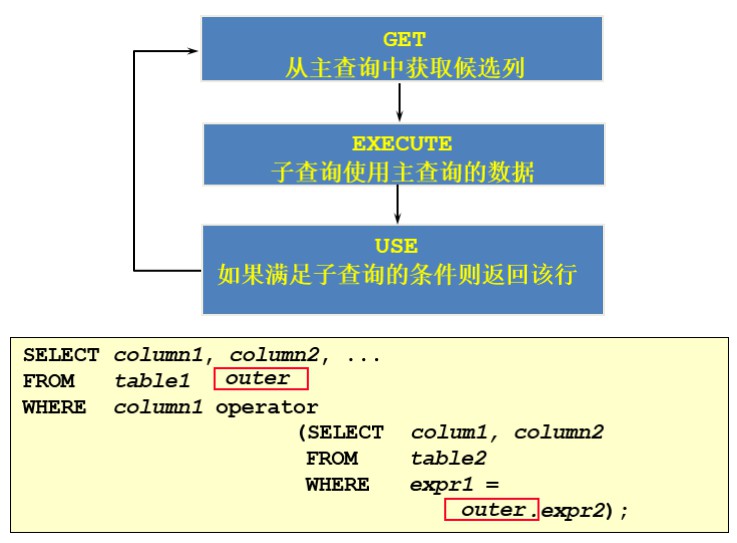 GET
从主查询中获取候选列
EXECUTE
子查询使用主查询的数据
USE
如果满足子查询的条件则返回该行
SELECT column1, column2, ...
FROM table1 outer
WHERE column1 operator
(SELECT colum1, column2
FROM table2
WHERE expr1 =
outer.expr2);